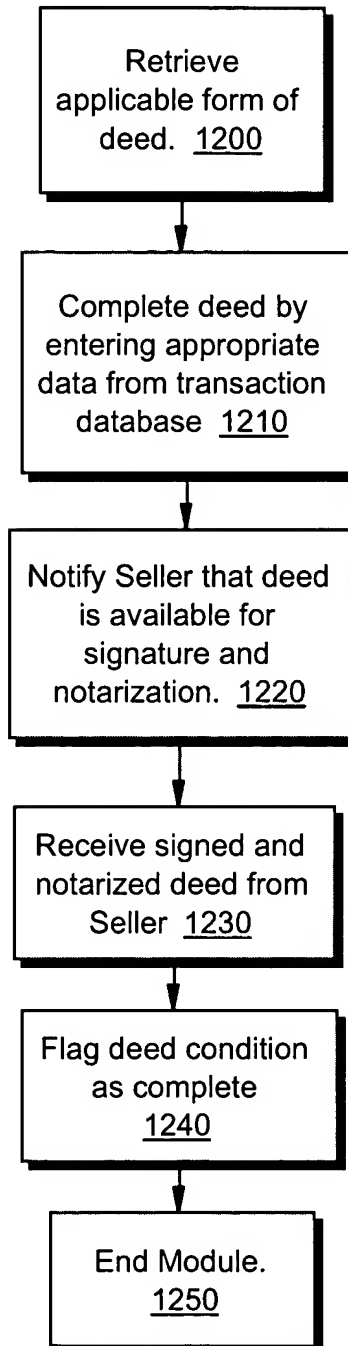 Retrieve
applicable form of
deed. 1200
Complete deed by
entering appropriate
data from transaction
database 1210
Notify Seller that deed
is available for
signature and
notarization. 1220
Receive signed and
notarized deed from
Seller 1230
Flag deed condition
as complete
1240
End Module.
1250